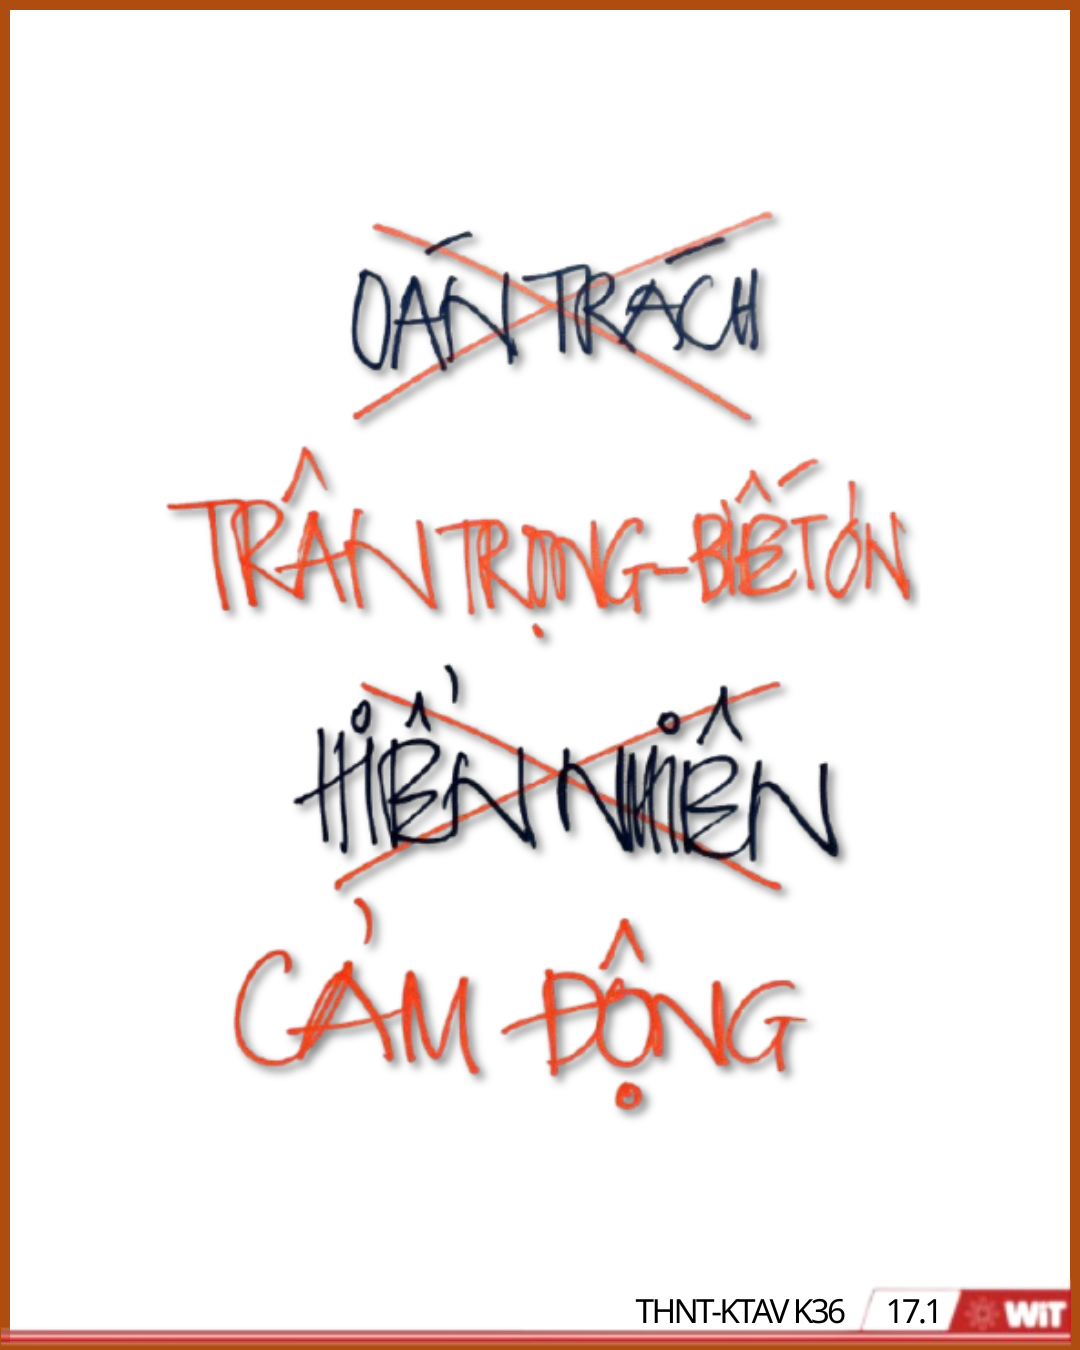 OÁN TRÁCH
TRÂN TRỌNG-BIẾT ƠN
HIỂN NHIÊN
CẢM ĐỘNG
THNT-KTAV K36 17.1 WiT